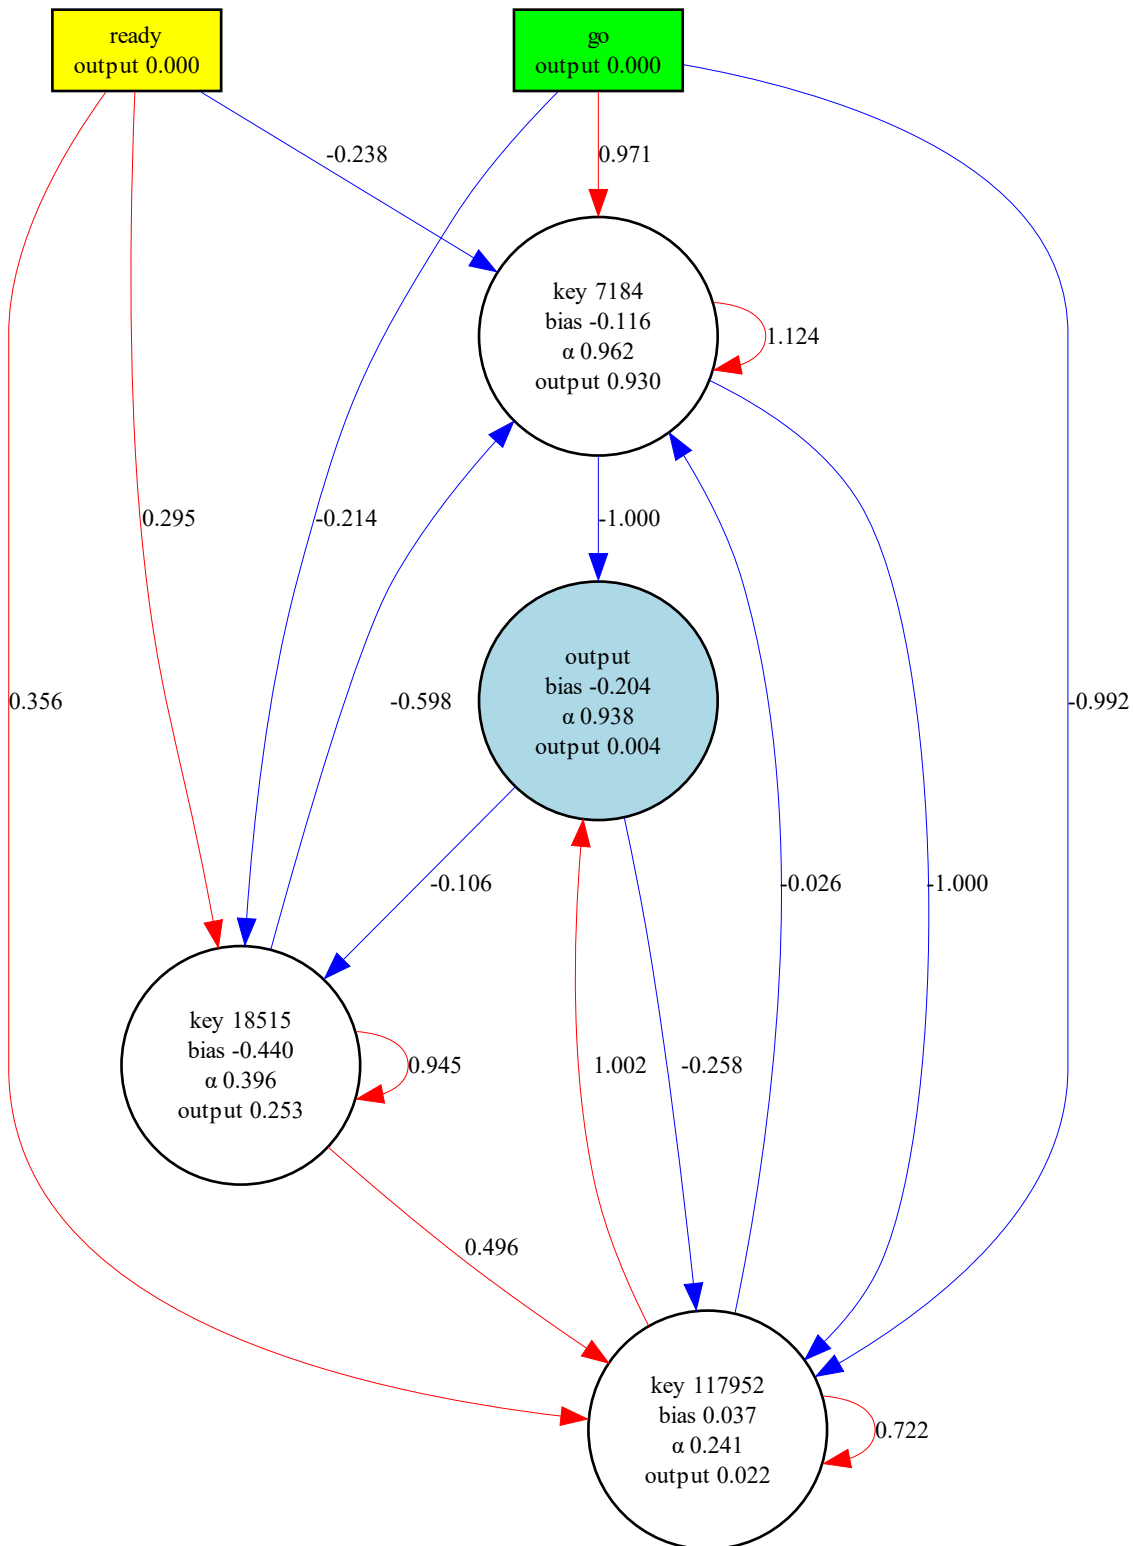 ready
output 0.000
go
output 0.000
-0.238
0.971
key 7184
bias -0.116
α 0.962
output 0.930
1.124
0.295
-0.214
-1.000
0.356
-0.598
output
bias -0.204
α 0.938
output 0.004
-0.992
-0.106
-0.026
-1.000
key 18515
bias -0.440
α 0.396
output 0.253
0.945
1.002
-0.258
0.496
key 117952
bias 0.037
α 0.241
output 0.022
0.722